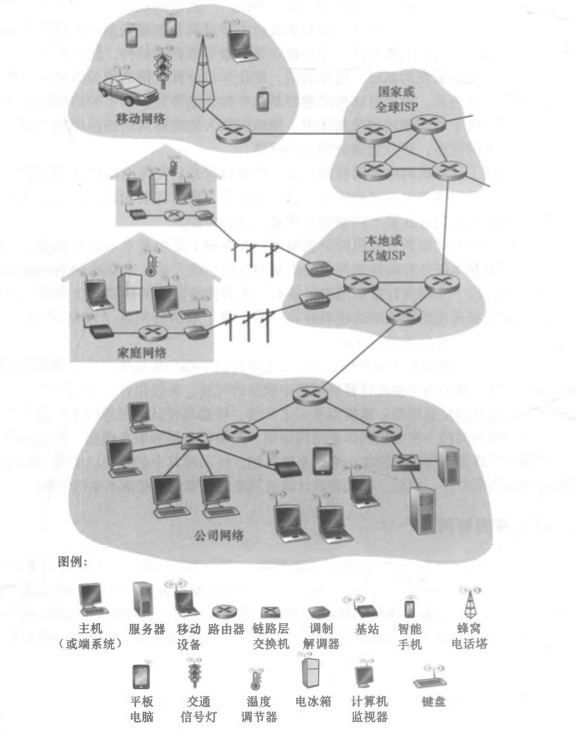 国家或
全球ISP
移动网络
本地或
区域ISP
家庭网络
公司网络
图例：
主机
（或端系统）
服务器
移动
设备
路由器
链路层
交换机
调制
解调器
基站
智能
手机
蜂窝
电话塔
平板
电脑
交通
信号灯
温度
调节器
电冰箱
计算机
监视器
键盘